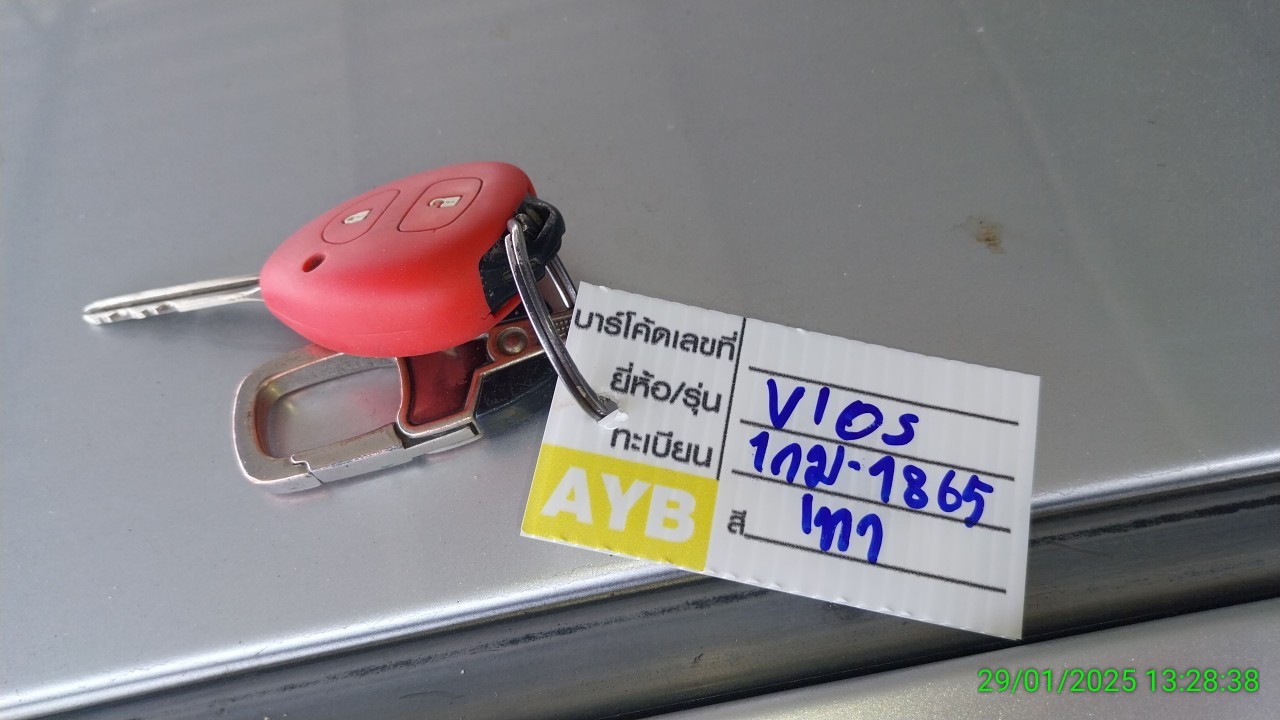 บาร์โค้ดเลขที่
ยี่ห้อ/รุ่น VIOS
ทะเบียน 1กม-1865
AYB สี เทา
29/01/2025 13:28:38